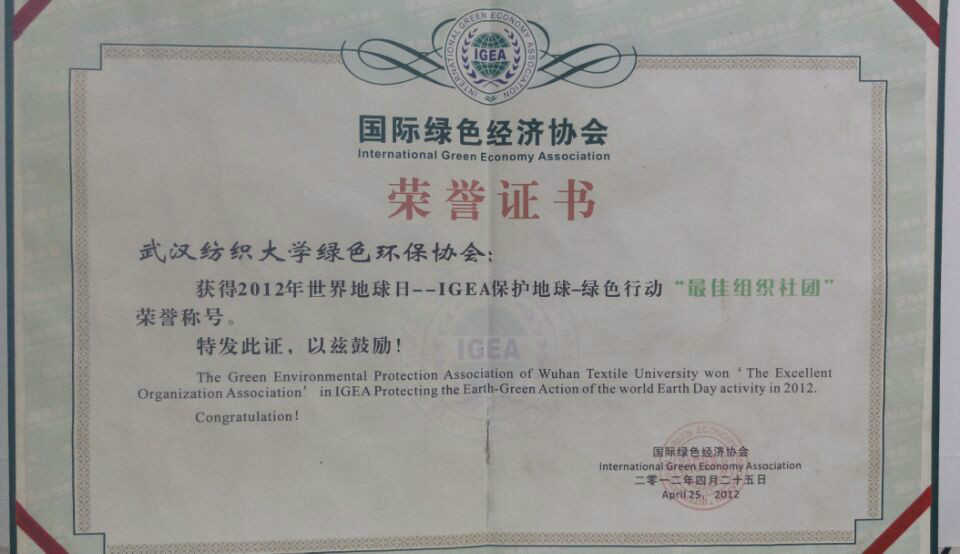 INTERNATIONAL GREEN ECONOMY ASSOCIATION
IGEA
国际绿色经济协会
International Green Economy Association
荣誉证书
武汉纺织大学绿色环保协会：
获得2012年世界地球日--IGEA保护地球-绿色行动“最佳组织社团”
荣誉称号。
特发此证，以兹鼓励！
IGEA
The Green Environmental Protection Association of Wuhan Textile University won ‘The Excellent
Organization Association’ in IGEA Protecting the Earth-Green Action of the world Earth Day activity in 2012.
Congratulation!
国际绿色经济协会
International Green Economy Association
二零一二年四月二十五日
April 25, 2012